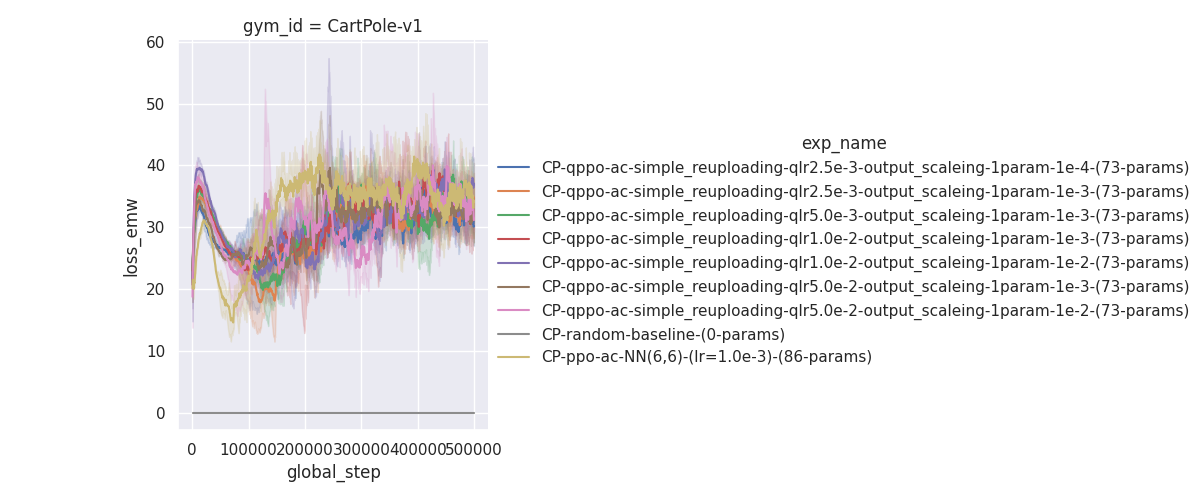 gym_id = CartPole-v1
60
50
40
30
20
10
0
loss_emw
0 100000 200000 300000 400000 500000
global_step
exp_name
CP-qppo-ac-simple_reuploading-qlr2.5e-3-output_scaleing-1param-1e-4-(73-params)
CP-qppo-ac-simple_reuploading-qlr2.5e-3-output_scaleing-1param-1e-3-(73-params)
CP-qppo-ac-simple_reuploading-qlr5.0e-3-output_scaleing-1param-1e-3-(73-params)
CP-qppo-ac-simple_reuploading-qlr1.0e-2-output_scaleing-1param-1e-3-(73-params)
CP-qppo-ac-simple_reuploading-qlr1.0e-2-output_scaleing-1param-1e-2-(73-params)
CP-qppo-ac-simple_reuploading-qlr5.0e-2-output_scaleing-1param-1e-3-(73-params)
CP-qppo-ac-simple_reuploading-qlr5.0e-2-output_scaleing-1param-1e-2-(73-params)
CP-random-baseline-(0-params)
CP-ppo-ac-NN(6,6)-(lr=1.0e-3)-(86-params)